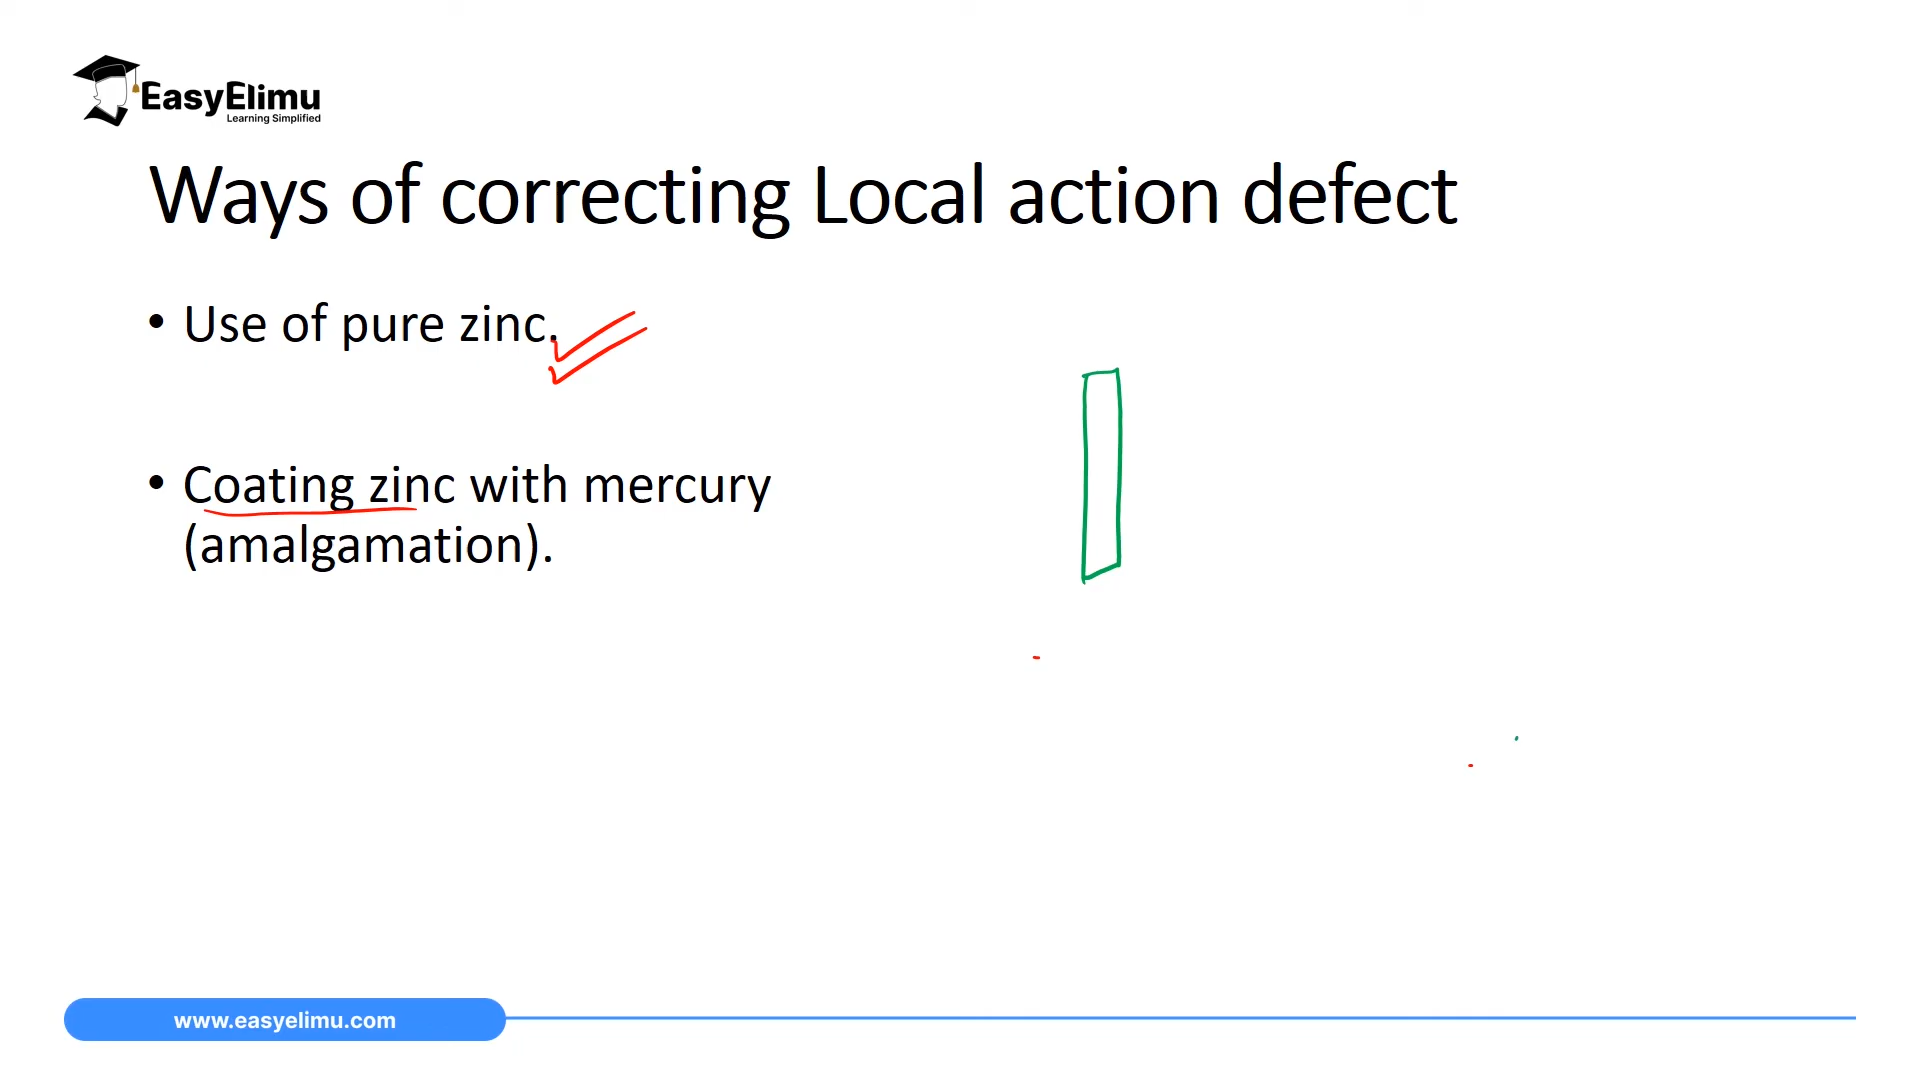 EasyElimu
Learning Simplified
Ways of correcting Local action defect
• Use of pure zinc.
• Coating zinc with mercury
(amalgamation).
www.easyelimu.com